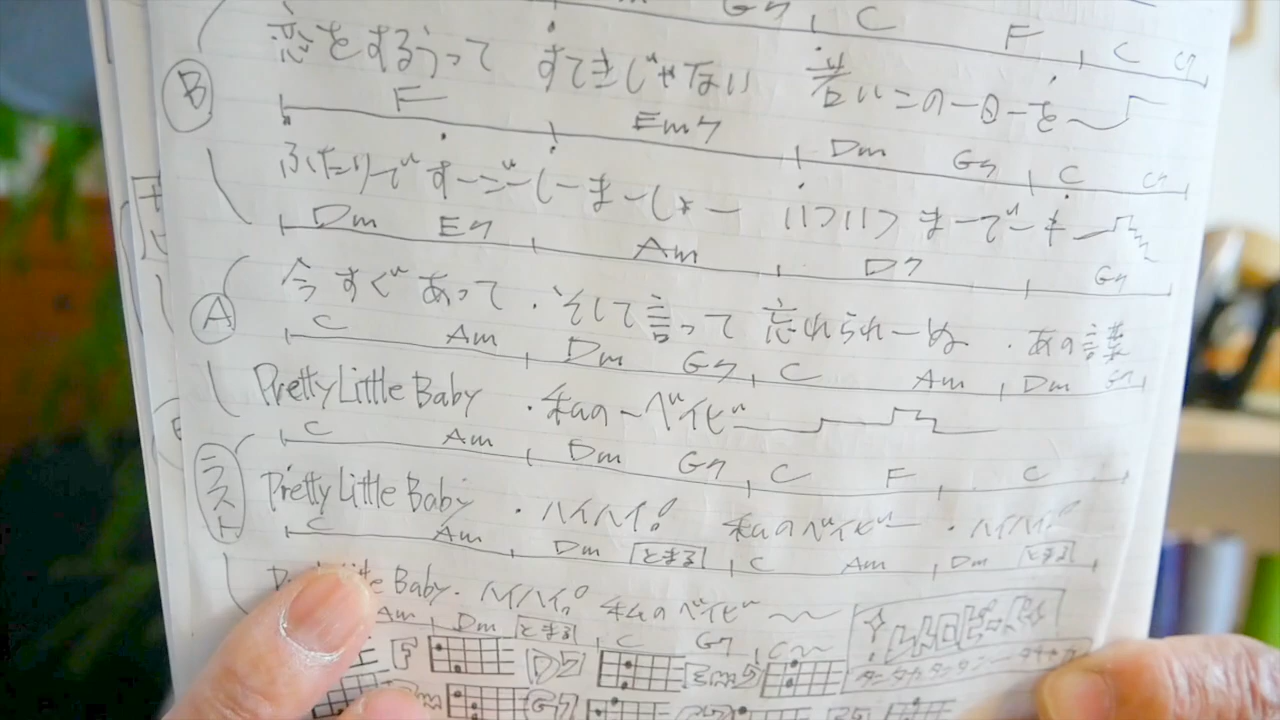 G7 C F C C7
恋をするって すてきじゃない 若いこの一日を
B
F Em7 Dm G7 C C7
ふたりで すーごーしーまーしょー いついつ まーでーも
Dm E7 Am D7 G7
今すぐあって ・そして言って 忘れられーぬ ・あの言葉
A
C Am Dm G7 C Am Dm G7
Pretty Little Baby ・私のーベイビー
C Am Dm G7 C F C
ラスト
Pretty Little Baby ・ハイハイ! 私のベイビー ・ハイハイ!
C Am Dm とまる C Am Dm とまる
Little Baby・ハイハイ! 私のベイビー
Am Dm とまる C G7 C
F D7 Em7
G7